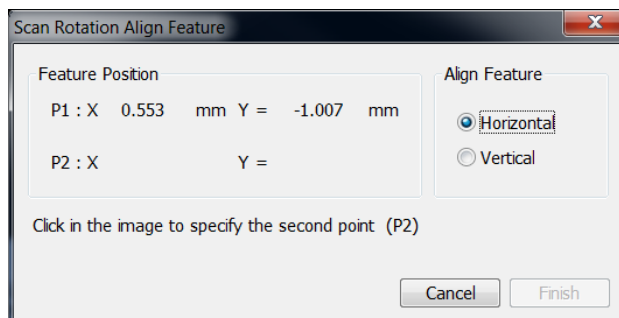 Scan Rotation Align Feature
Feature Position
P1 : X 0.553 mm Y = -1.007 mm
P2 : X Y =
Align Feature
Horizontal
Vertical
Click in the image to specify the second point (P2)
Cancel Finish